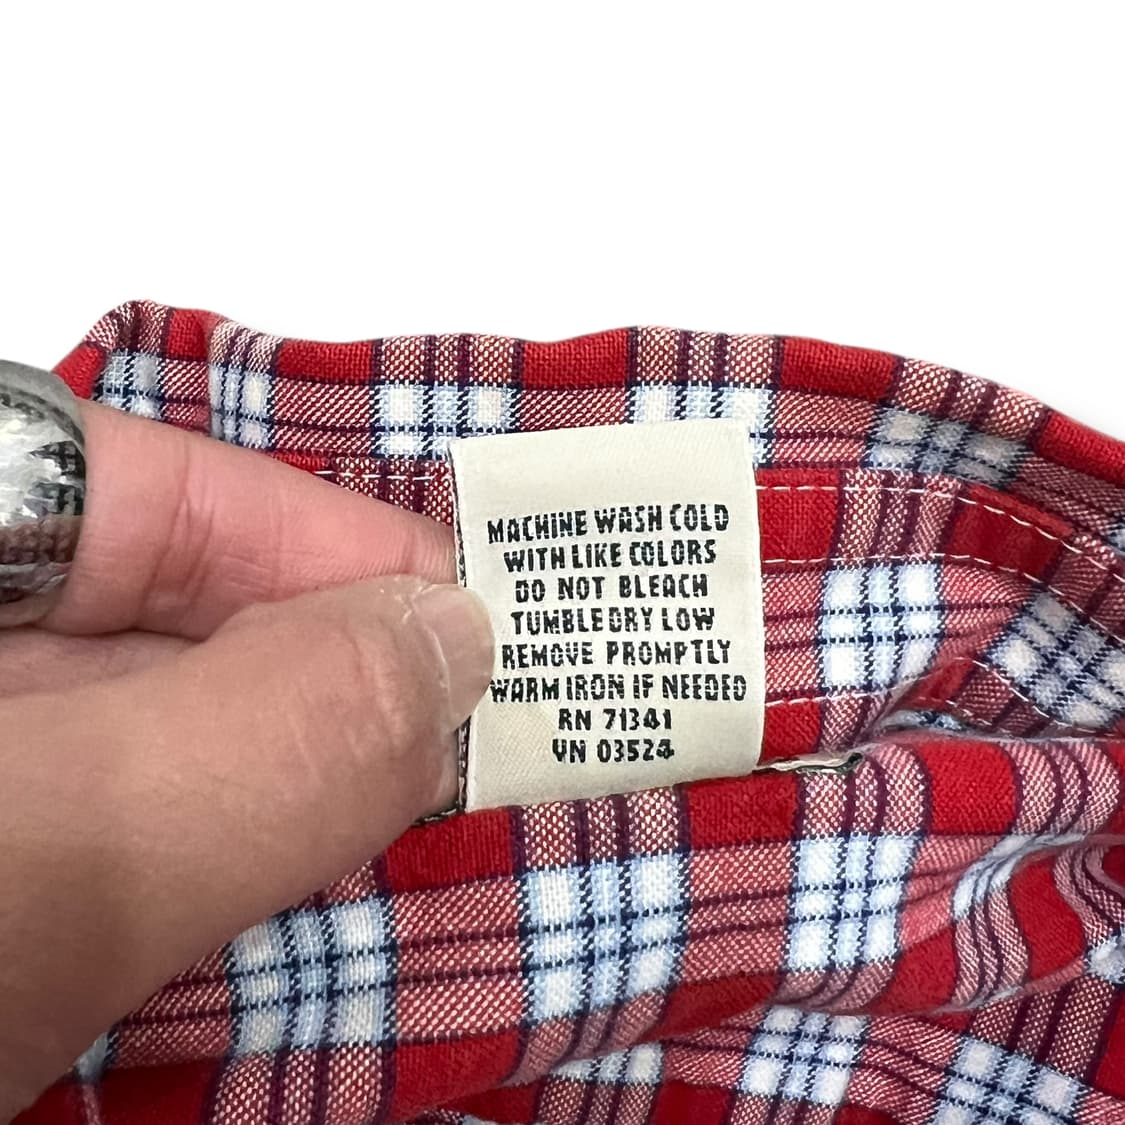 MACHINE WASH COLD
WITH LIKE COLORS
DO NOT BLEACH
TUMBLE DRY LOW
REMOVE PROMPTLY
WARM IRON IF NEEDED
RN 71341
VN 03524